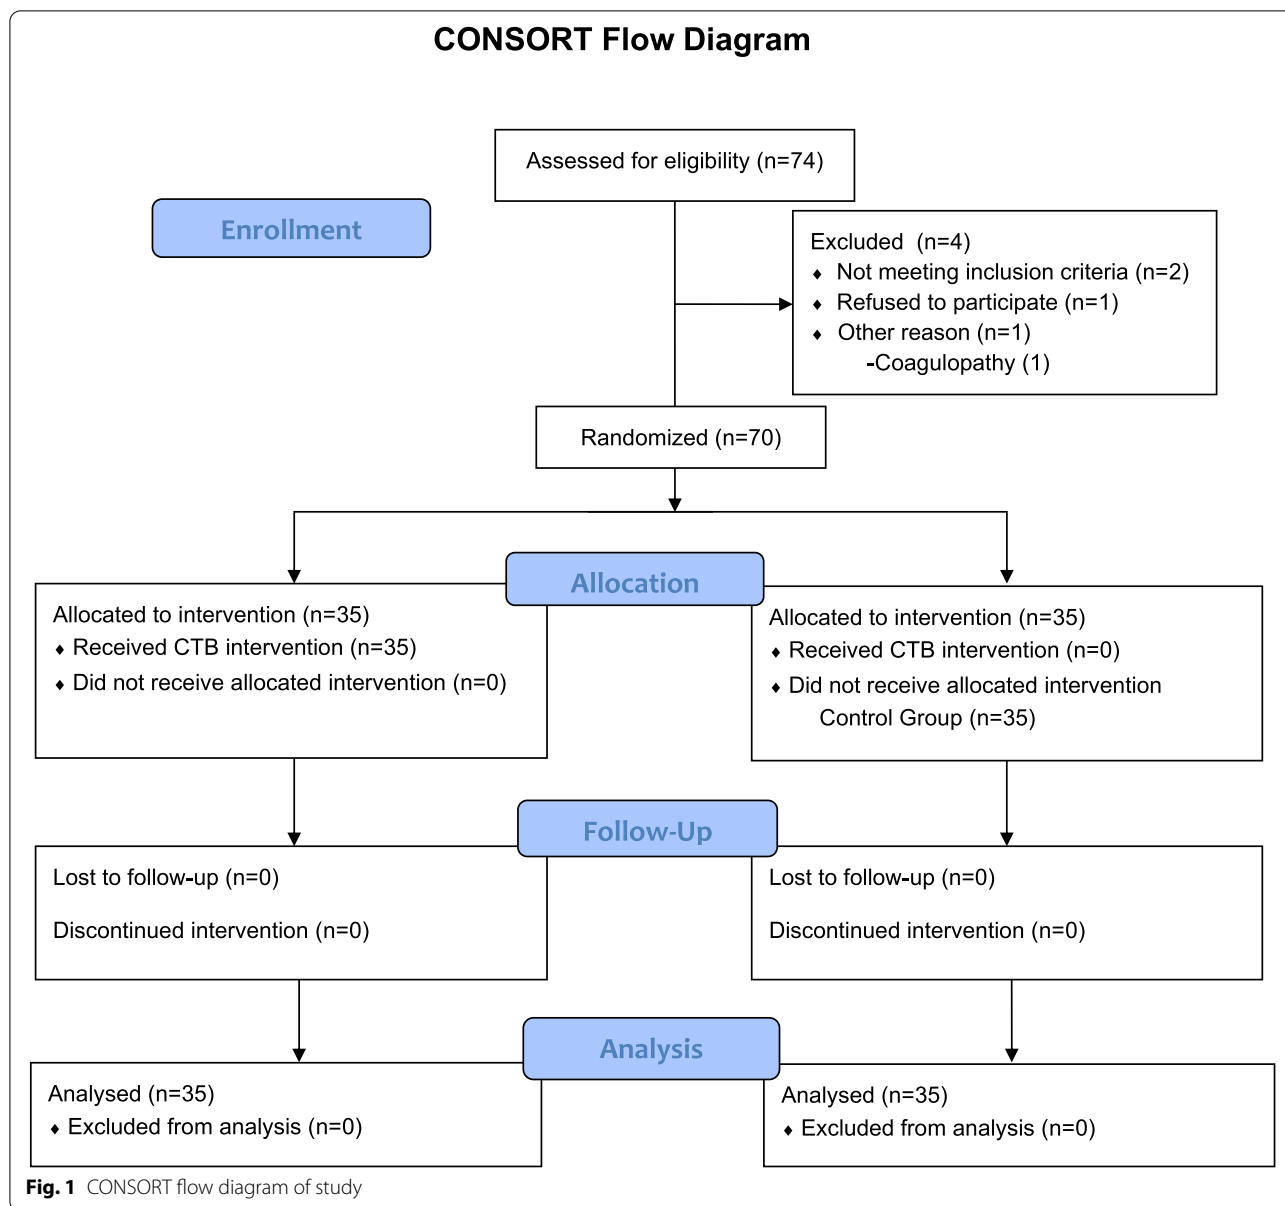 CONSORT Flow Diagram
Assessed for eligibility (n=74)
Enrollment
Excluded (n=4)
♦ Not meeting inclusion criteria (n=2)
♦ Refused to participate (n=1)
♦ Other reason (n=1)
-Coagulopathy (1)
Randomized (n=70)
Allocation
Allocated to intervention (n=35)
♦ Received CTB intervention (n=35)
♦ Did not receive allocated intervention (n=0)
Allocated to intervention (n=35)
♦ Received CTB intervention (n=0)
♦ Did not receive allocated intervention
Control Group (n=35)
Follow-Up
Lost to follow-up (n=0)
Discontinued intervention (n=0)
Lost to follow-up (n=0)
Discontinued intervention (n=0)
Analysis
Analysed (n=35)
♦ Excluded from analysis (n=0)
Analysed (n=35)
♦ Excluded from analysis (n=0)
Fig. 1 CONSORT flow diagram of study